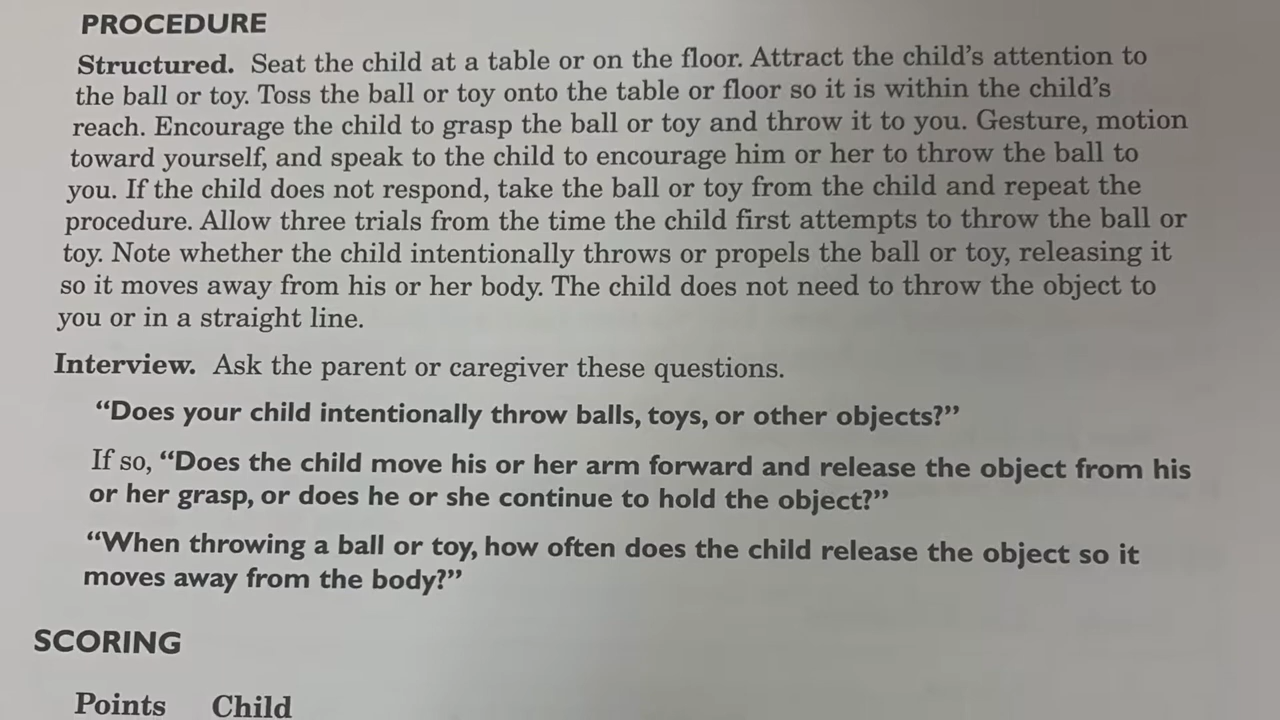 PROCEDURE
Structured. Seat the child at a table or on the floor. Attract the child's attention to
the ball or toy. Toss the ball or toy onto the table or floor so it is within the child's
reach. Encourage the child to grasp the ball or toy and throw it to you. Gesture, motion
toward yourself, and speak to the child to encourage him or her to throw the ball to
you. If the child does not respond, take the ball or toy from the child and repeat the
procedure. Allow three trials from the time the child first attempts to throw the ball or
toy. Note whether the child intentionally throws or propels the ball or toy, releasing it
so it moves away from his or her body. The child does not need to throw the object to
you or in a straight line.
Interview. Ask the parent or caregiver these questions.
“Does your child intentionally throw balls, toys, or other objects?”
If so, “Does the child move his or her arm forward and release the object from his
or her grasp, or does he or she continue to hold the object?”
“When throwing a ball or toy, how often does the child release the object so it
moves away from the body?”
SCORING
Points Child